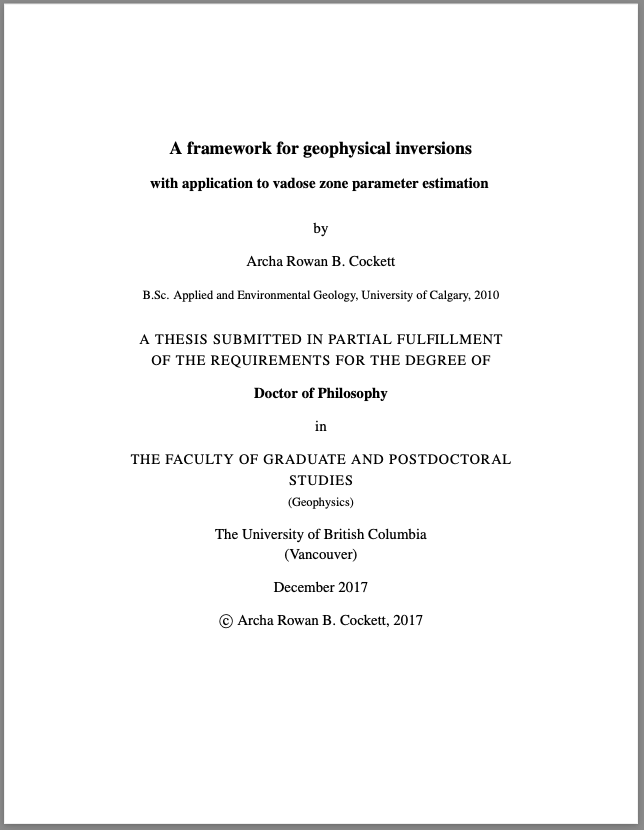 A framework for geophysical inversions
with application to vadose zone parameter estimation
by
Archa Rowan B. Cockett
B.Sc. Applied and Environmental Geology, University of Calgary, 2010
A THESIS SUBMITTED IN PARTIAL FULFILLMENT
OF THE REQUIREMENTS FOR THE DEGREE OF
Doctor of Philosophy
in
THE FACULTY OF GRADUATE AND POSTDOCTORAL
STUDIES
(Geophysics)
The University of British Columbia
(Vancouver)
December 2017
© Archa Rowan B. Cockett, 2017